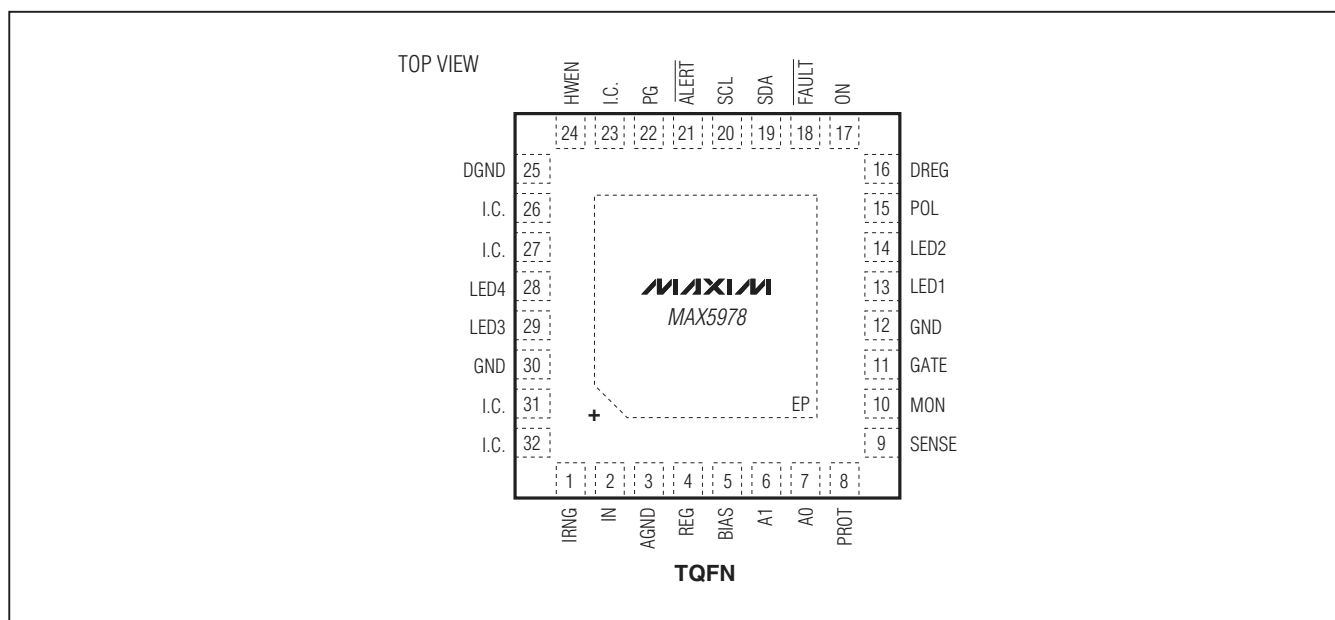 TOP VIEW
HWEN
I.C.
PG
ALERT
SCL
SDA
FAULT
ON
24 23 22 21 20 19 18 17
DGND 25 16 DREG
I.C. 26 15 POL
I.C. 27 14 LED2
LED4 28 13 LED1
LED3 29 12 GND
GND 30 11 GATE
I.C. 31 10 MON
I.C. 32 9 SENSE
MAXIM
MAX5978
+ EP
1 2 3 4 5 6 7 8
IRNG
IN
AGND
REG
BIAS
A1
A0
PROT
TQFN